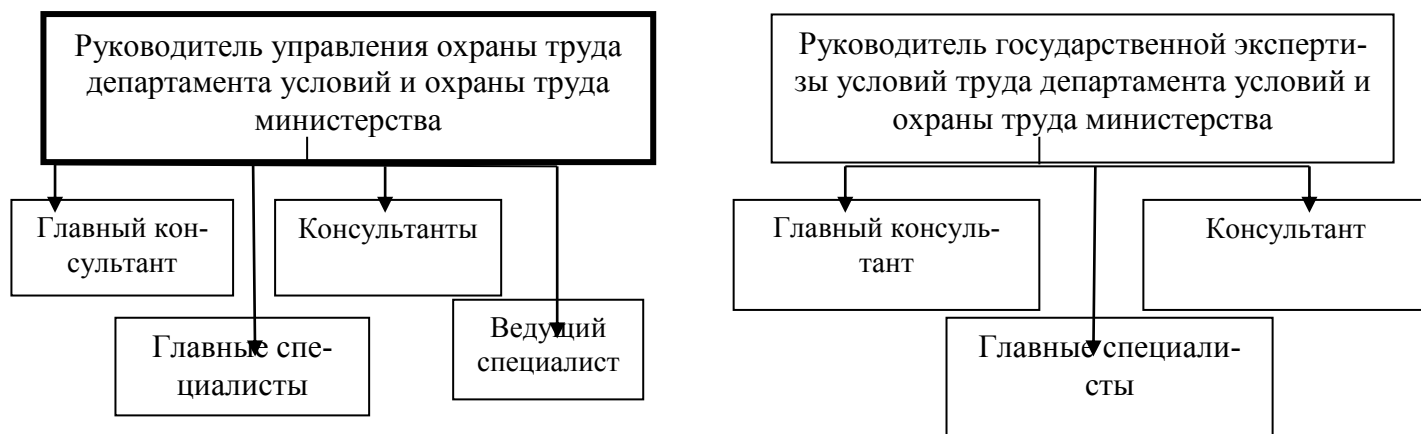 Руководитель управления охраны труда
департамента условий и охраны труда
министерства
Руководитель государственной эксперти-
зы условий труда департамента условий и
охраны труда министерства
Главный кон-
сультант
Консультанты
Главный консуль-
тант
Консультант
Главные спе-
циалисты
Ведущий
специалист
Главные специали-
сты